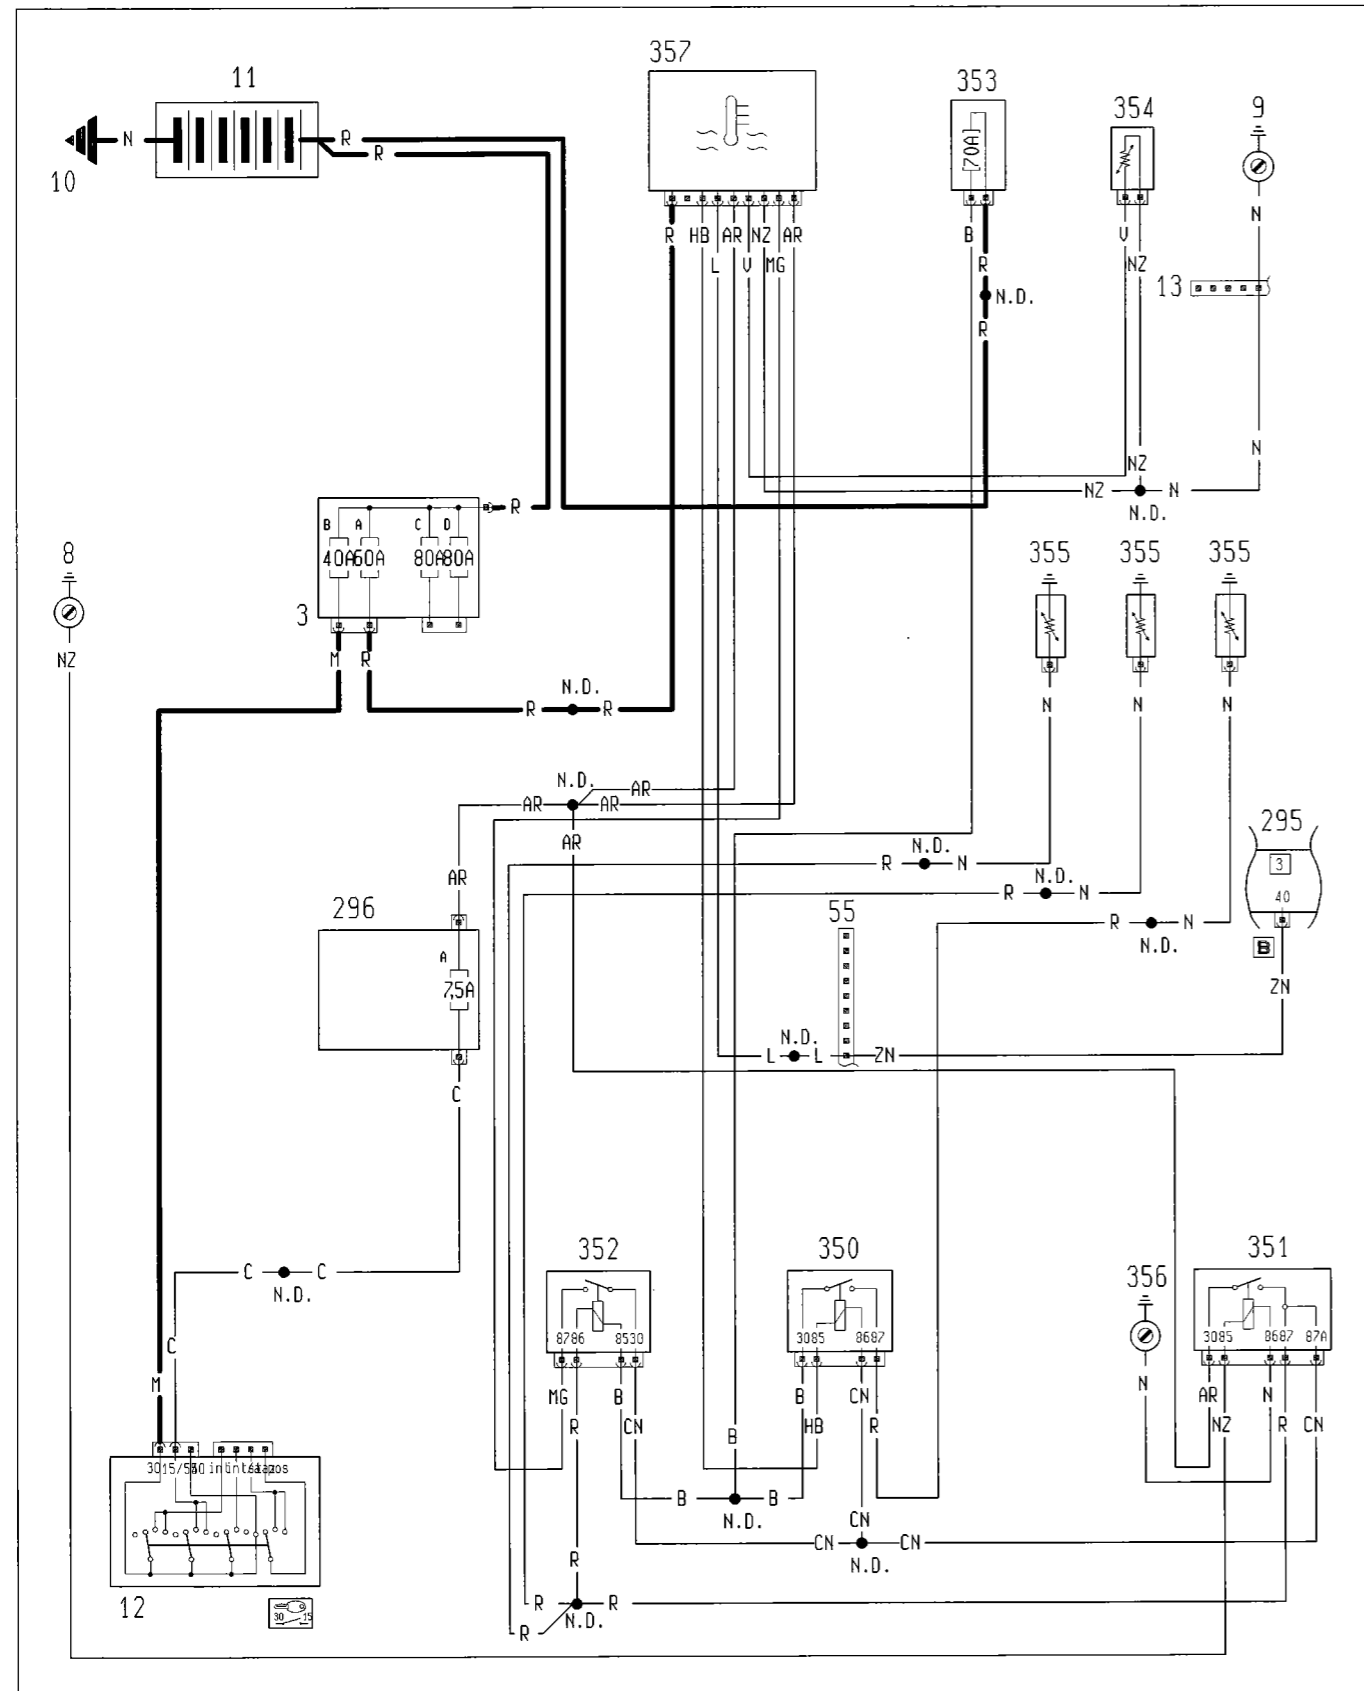 357
11
353
354
9
R
R
N
[70A]
10
N
R HB AR NZ AR
B
V
L V MG
R
NZ
13
N.D.
R
N
NZ
R
NZ N
N.D.
B A C D
8
40A 60A 80A 80A
355 355 355
3
NZ
M R
N.D.
R R
N N N
N.D.
AR
AR AR
295
AR
N.D.
R N
3
AR
N.D.
R N
40
296
55
R N
N.D.
A
B
7,5A
ZN
N.D.
L L ZN
C
352 350 351
356
C C
N.D.
8786 8530
3085 8687
3085 8687 87A
C
M
MG B
B CN
N AR N
R CN
HB R
NZ R CN
B
3015/5
B B
N.D.
CN
CN CN
N.D.
R
12
30 15
R R
N.D.
R